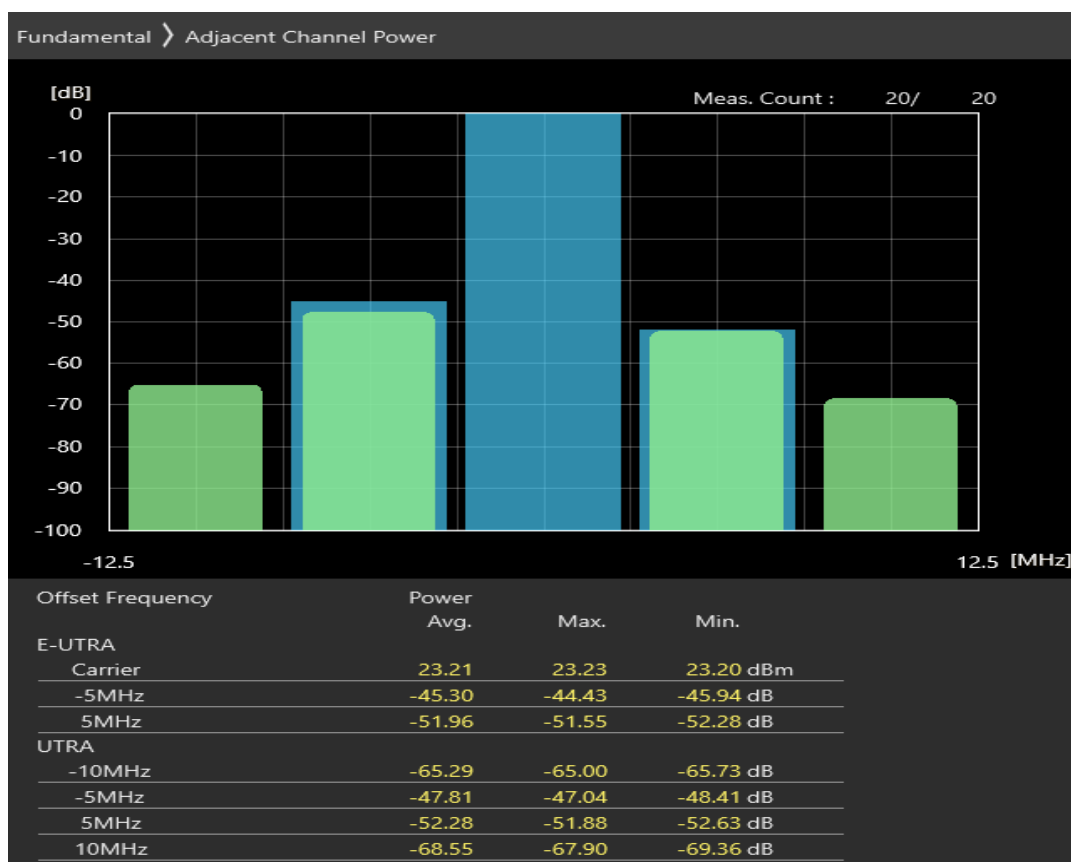 Fundamental 〉 Adjacent Channel Power
[dB]
Meas. Count : 20/ 20
0
-10
-20
-30
-40
-50
-60
-70
-80
-90
-100
-12.5 12.5 [MHz]
Offset Frequency Power
Avg. Max. Min.
E-UTRA
Carrier 23.21 23.23 23.20 dBm
-5MHz -45.30 -44.43 -45.94 dB
5MHz -51.96 -51.55 -52.28 dB
UTRA
-10MHz -65.29 -65.00 -65.73 dB
-5MHz -47.81 -47.04 -48.41 dB
5MHz -52.28 -51.88 -52.63 dB
10MHz -68.55 -67.90 -69.36 dB